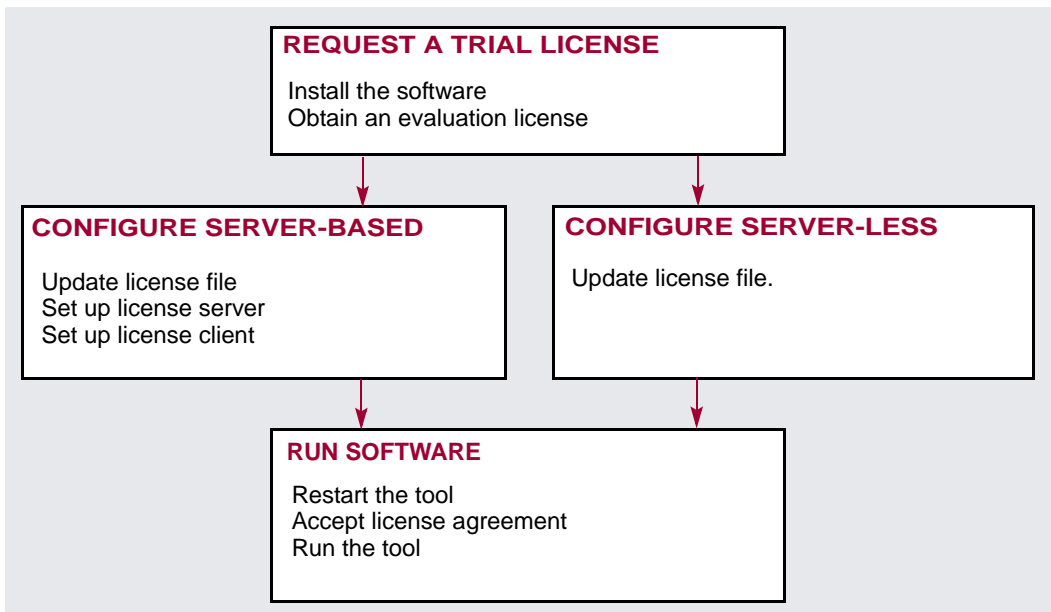 REQUEST A TRIAL LICENSE
Install the software
Obtain an evaluation license
CONFIGURE SERVER-BASED
Update license file
Set up license server
Set up license client
CONFIGURE SERVER-LESS
Update license file.
RUN SOFTWARE
Restart the tool
Accept license agreement
Run the tool